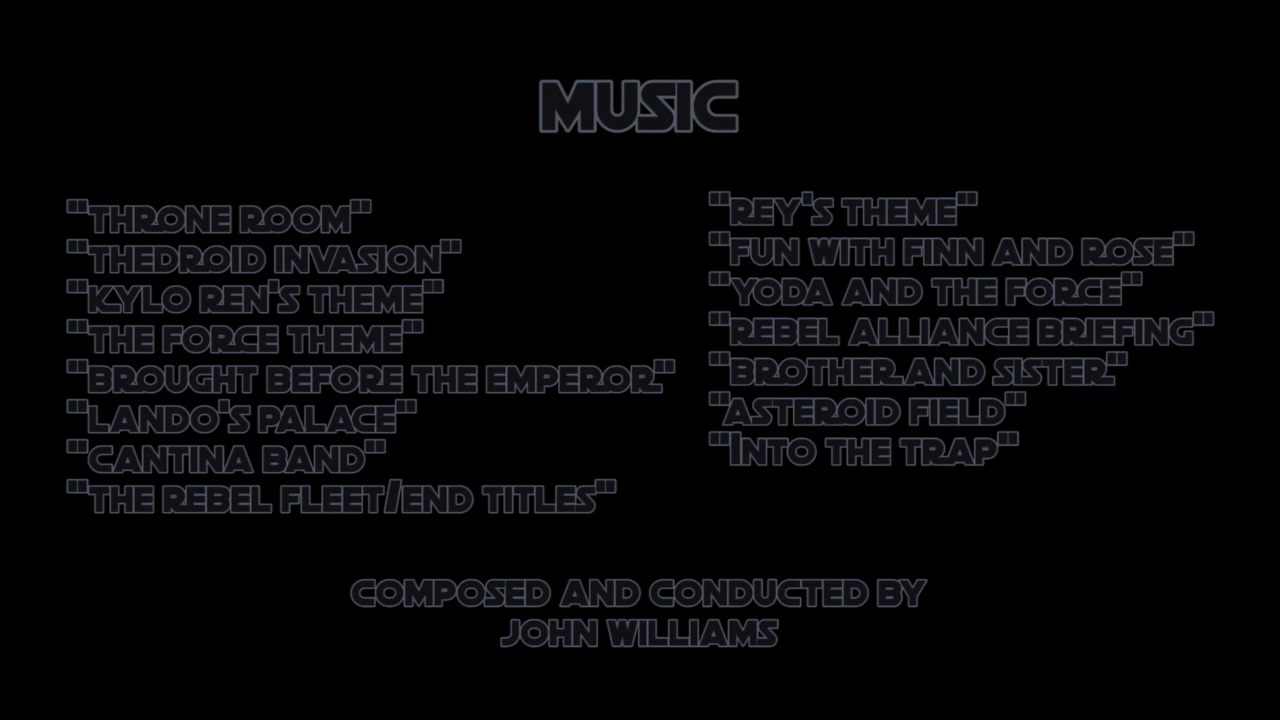 MUSIC
"THRONE ROOM"
"THEDROID INVASION"
"KYLO REN'S THEME"
"THE FORCE THEME"
"BROUGHT BEFORE THE EMPEROR"
"LANDO'S PALACE"
"CANTINA BAND"
"THE REBEL FLEET/END TITLES"
"REY'S THEME"
"FUN WITH FINN AND ROSE"
"YODA AND THE FORCE"
"REBEL ALLIANCE BRIEFING"
"BROTHER AND SISTER"
"ASTEROID FIELD"
"INTO THE TRAP"
COMPOSED AND CONDUCTED BY
JOHN WILLIAMS